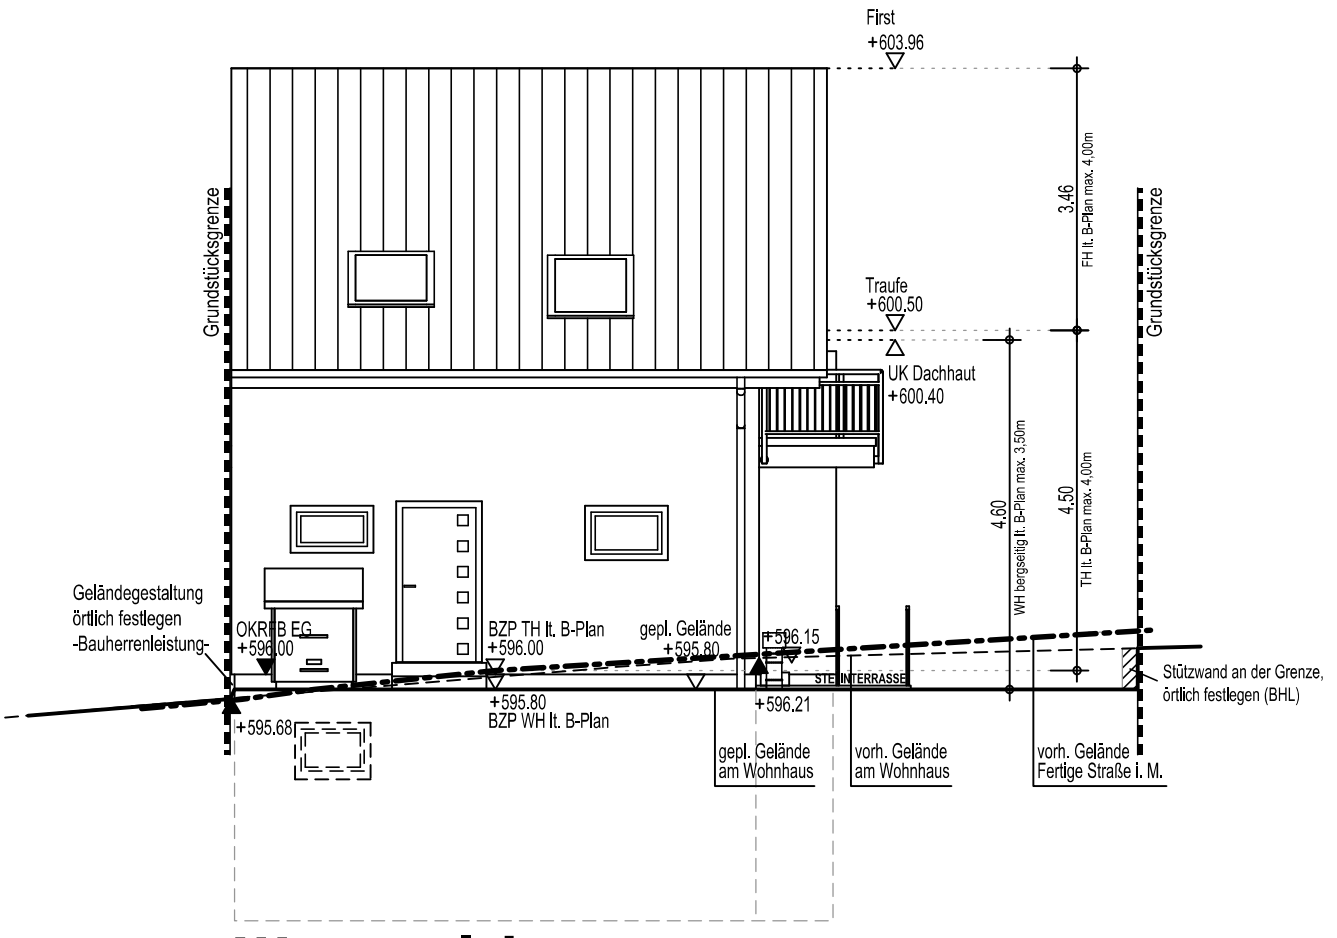 First
+603.96
Grundstücksgrenze
3.46
FH lt. B-Plan max. 4,00m
Grundstücksgrenze
Traufe
+600.50
UK Dachhaut
+600.40
4.60
WH bergseitig lt. B-Plan max. 3,50m
4.50
TH lt. B-Plan max. 4,00m
Geländegestaltung
örtlich festlegen
-Bauherrenleistung-
OKRFB EG
+596.00
BZP TH lt. B-Plan
+596.00
gepl. Gelände
+595.80
+596.15
STEINTERRASSE
Stützwand an der Grenze,
örtlich festlegen (BHL)
+595.68
+595.80
BZP WH lt. B-Plan
+596.21
gepl. Gelände
am Wohnhaus
vorh. Gelände
am Wohnhaus
vorh. Gelände
Fertige Straße i. M.